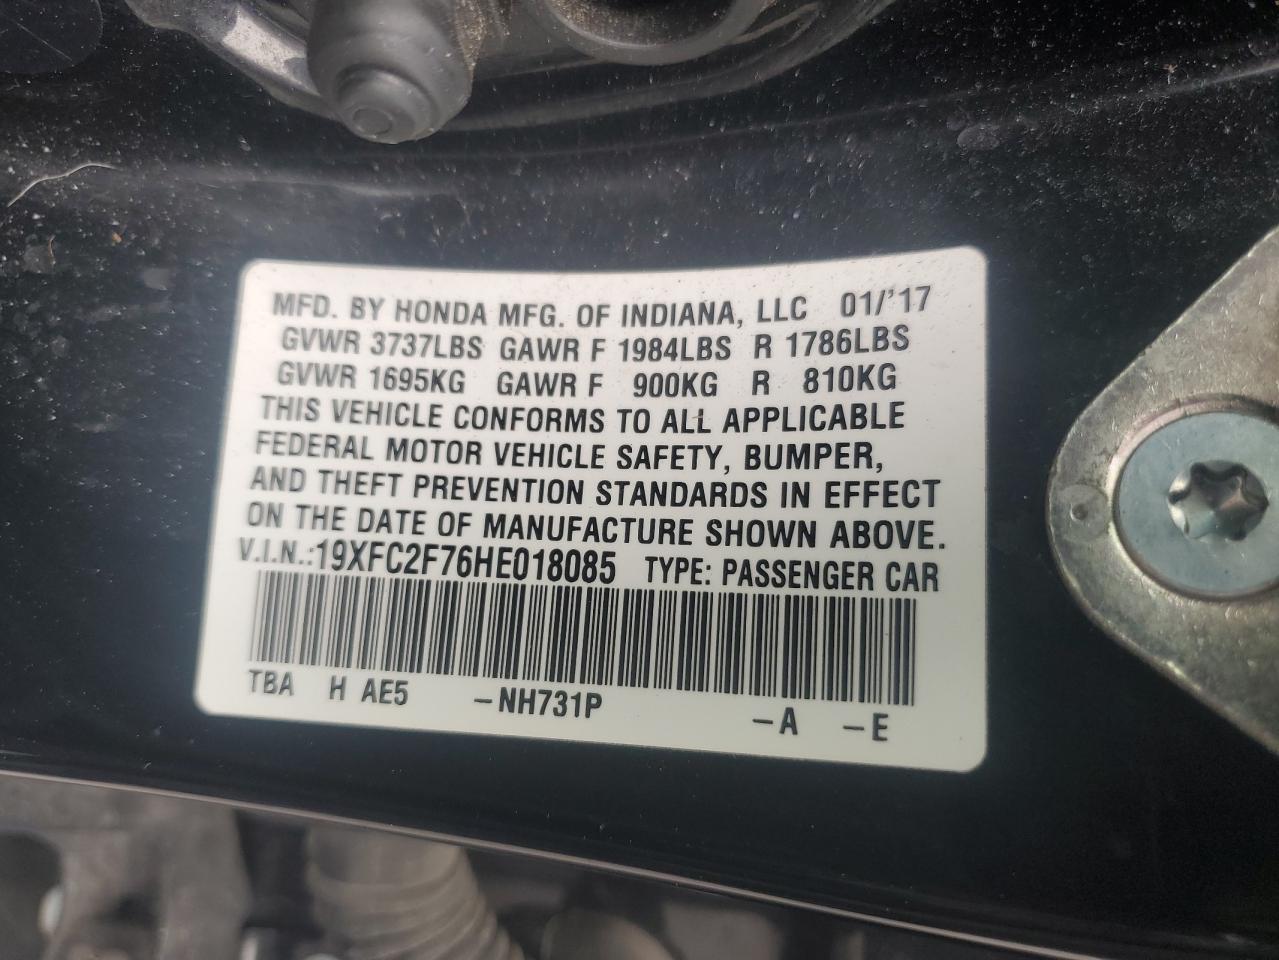 MFD. BY HONDA MFG. OF INDIANA, LLC 01/'17
GVWR 3737LBS GAWR F 1984LBS R 1786LBS
GVWR 1695KG GAWR F 900KG R 810KG
THIS VEHICLE CONFORMS TO ALL APPLICABLE
FEDERAL MOTOR VEHICLE SAFETY, BUMPER,
AND THEFT PREVENTION STANDARDS IN EFFECT
ON THE DATE OF MANUFACTURE SHOWN ABOVE.
V.I.N.:19XFC2F76HE018085 TYPE: PASSENGER CAR
TBA H AE5 -NH731P -A -E